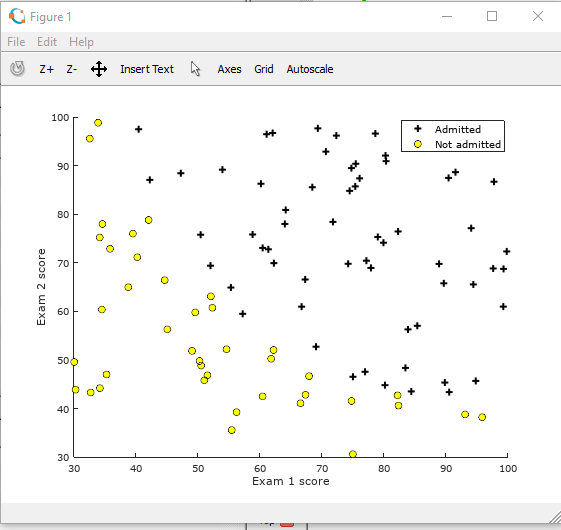 Figure 1
File Edit Help
Z+ Z- Insert Text Axes Grid Autoscale
100
90
80
70
60
50
40
30
Exam 2 score
Admitted
Not admitted
30 40 50 60 70 80 90 100
Exam 1 score